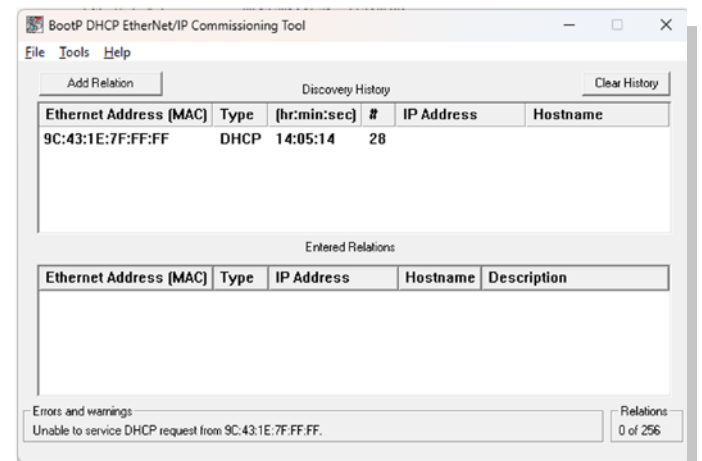 BootP DHCP EtherNet/IP Commissioning Tool
File Tools Help
Add Relation Discovery History Clear History
Ethernet Address (MAC) Type (hr:min:sec) # IP Address Hostname
9C:43:1E:7F:FF:FF DHCP 14:05:14 28
Entered Relations
Ethernet Address (MAC) Type IP Address Hostname Description
Errors and warnings Relations
Unable to service DHCP request from 9C:43:1E:7F:FF:FF. 0 of 256